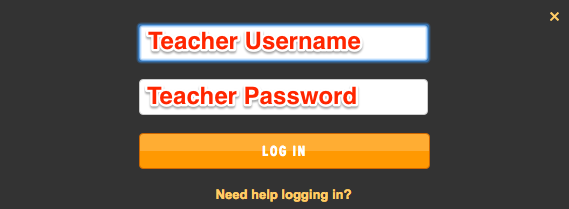 ×
Teacher Username
Teacher Password
LOG IN
Need help logging in?